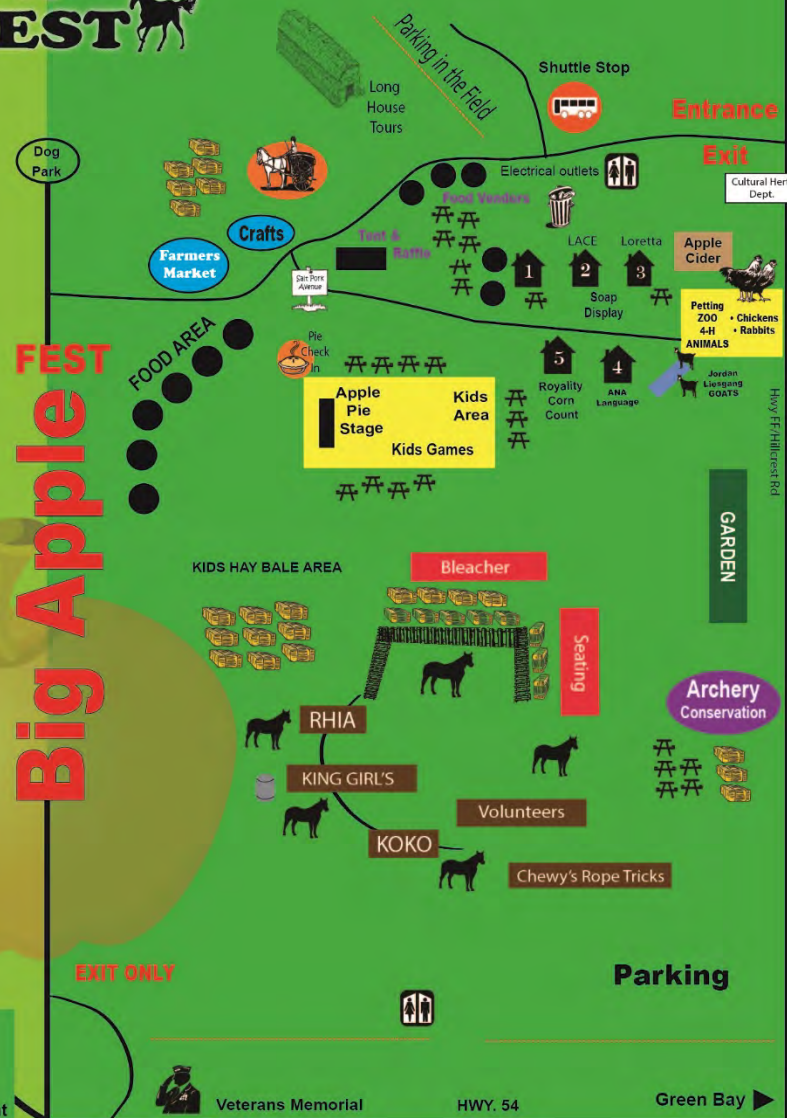 EST
Parking in the Field
Long
House
Tours
Shuttle Stop
Entrance
Exit
Cultural Heri
Dept.
Dog
Park
Electrical outlets
Food Venders
Crafts
Farmers
Market
Tent &
Raffle
Salt Pork
Avenue
1
LACE
2
Loretta
3
Apple
Cider
Soap
Display
Petting
ZOO
4-H
ANIMALS
• Chickens
• Rabbits
Pie
Check
In
FOOD AREA
Apple
Pie
Stage
Kids
Area
Kids Games
5
Royality
Corn
Count
4
ANA
Language
Jordan
Liesgang
GOATS
Hwy FF/Hillcrest Rd
FEST
Big Apple
GARDEN
KIDS HAY BALE AREA
Bleacher
Seating
Archery
Conservation
RHIA
KING GIRL'S
Volunteers
KOKO
Chewy's Rope Tricks
EXIT ONLY
Parking
Veterans Memorial
HWY. 54
Green Bay